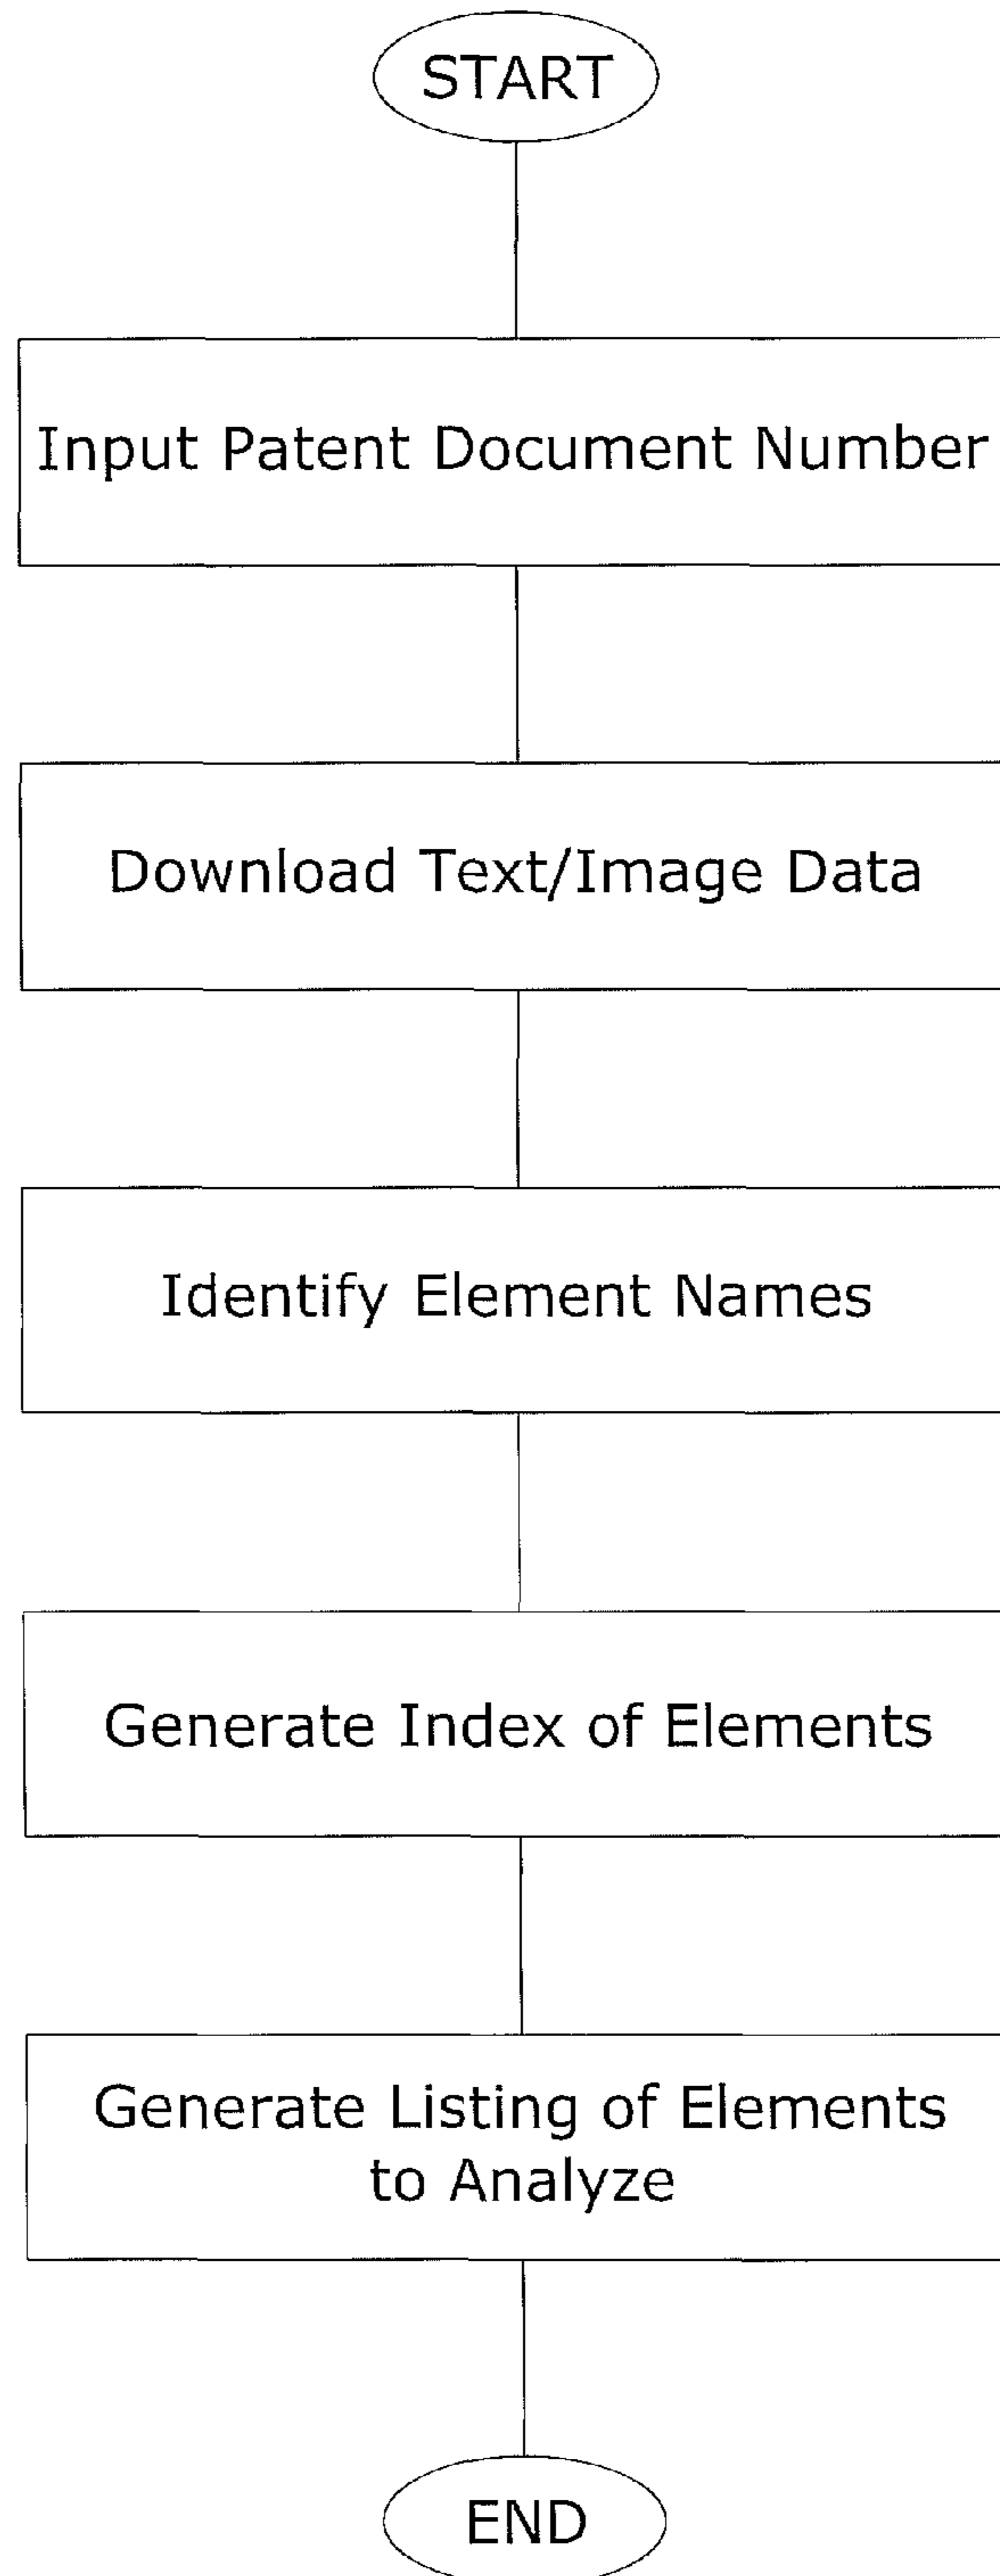 START
Input Patent Document Number
Download Text/Image Data
Identify Element Names
Generate Index of Elements
Generate Listing of Elements
to Analyze
END